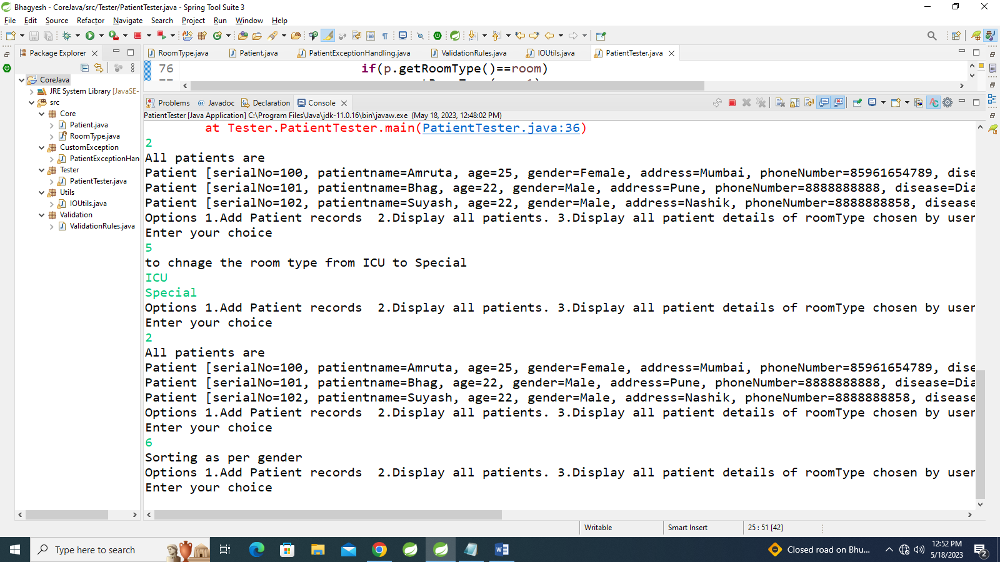 Bhagyesh - CoreJava/src/Tester/PatientTester.java - Spring Tool Suite 3
File Edit Source Refactor Navigate Search Project Run Window Help
Package Explorer
RoomType.java Patient.java PatientExceptionHandling.java ValidationRules.java IOUtils.java PatientTester.java
76 if(p.getRoomType()==room)
CoreJava
JRE System Library [JavaSE-
src
Core
Patient.java
RoomType.java
CustomException
PatientExceptionHan
Tester
PatientTester.java
Utils
IOUtils.java
Validation
ValidationRules.java
Problems @ Javadoc Declaration Console
PatientTester [Java Application] C:\Program Files\Java\jdk-11.0.16\bin\javaw.exe (May 18, 2023, 12:48:02 PM)
at Tester.PatientTester.main(PatientTester.java:36)
2
All patients are
Patient [serialNo=100, patientname=Amruta, age=25, gender=Female, address=Mumbai, phoneNumber=85961654789, dise
Patient [serialNo=101, patientname=Bhag, age=22, gender=Male, address=Pune, phoneNumber=8888888888, disease=Dia
Patient [serialNo=102, patientname=Suyash, age=22, gender=Male, address=Nashik, phoneNumber=8888888858, disease
Options 1.Add Patient records  2.Display all patients. 3.Display all patient details of roomType chosen by user
Enter your choice
5
to chnage the room type from ICU to Special
ICU
Special
Options 1.Add Patient records  2.Display all patients. 3.Display all patient details of roomType chosen by user
Enter your choice
2
All patients are
Patient [serialNo=100, patientname=Amruta, age=25, gender=Female, address=Mumbai, phoneNumber=85961654789, dise
Patient [serialNo=101, patientname=Bhag, age=22, gender=Male, address=Pune, phoneNumber=8888888888, disease=Dia
Patient [serialNo=102, patientname=Suyash, age=22, gender=Male, address=Nashik, phoneNumber=8888888858, disease
Options 1.Add Patient records  2.Display all patients. 3.Display all patient details of roomType chosen by user
Enter your choice
6
Sorting as per gender
Options 1.Add Patient records  2.Display all patients. 3.Display all patient details of roomType chosen by user
Enter your choice
Writable Smart Insert 25 : 51 [42]
Type here to search
Closed road on Bhu...
12:52 PM
5/18/2023
2